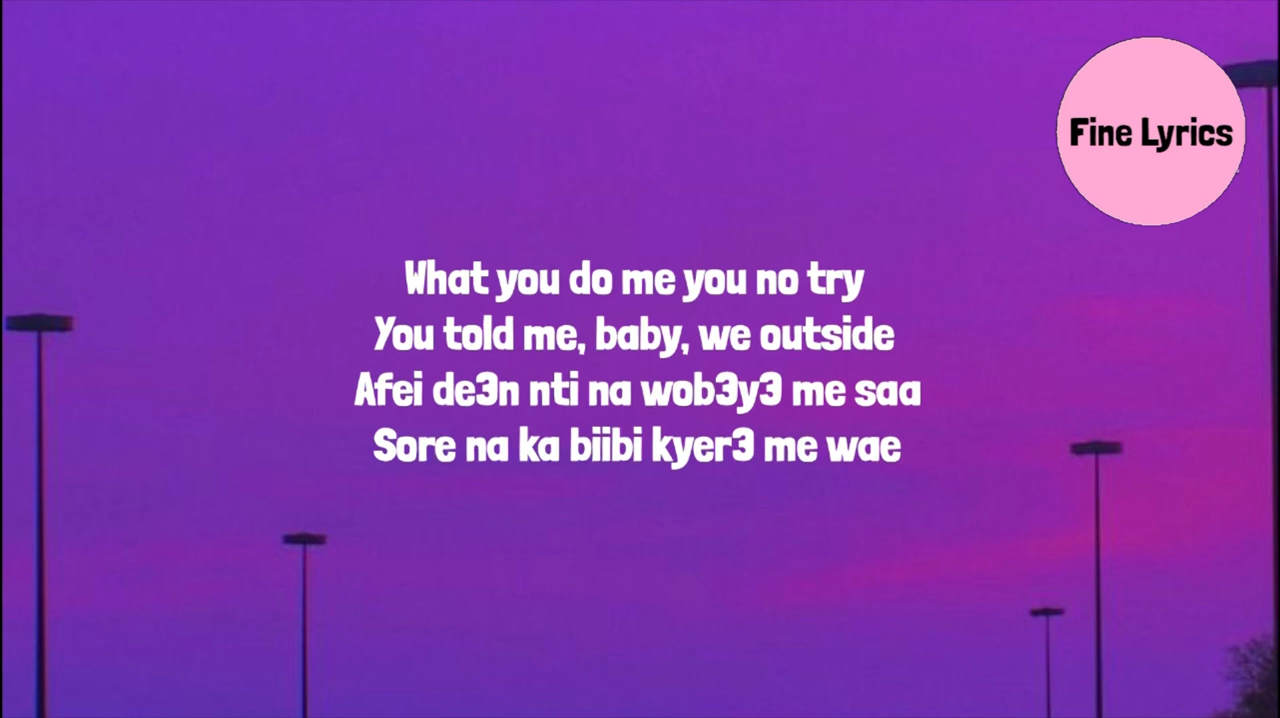 Fine Lyrics
What you do me you no try
You told me, baby, we outside
Afei de3n nti na wob3y3 me saa
Sore na ka biibi kyer3 me wae